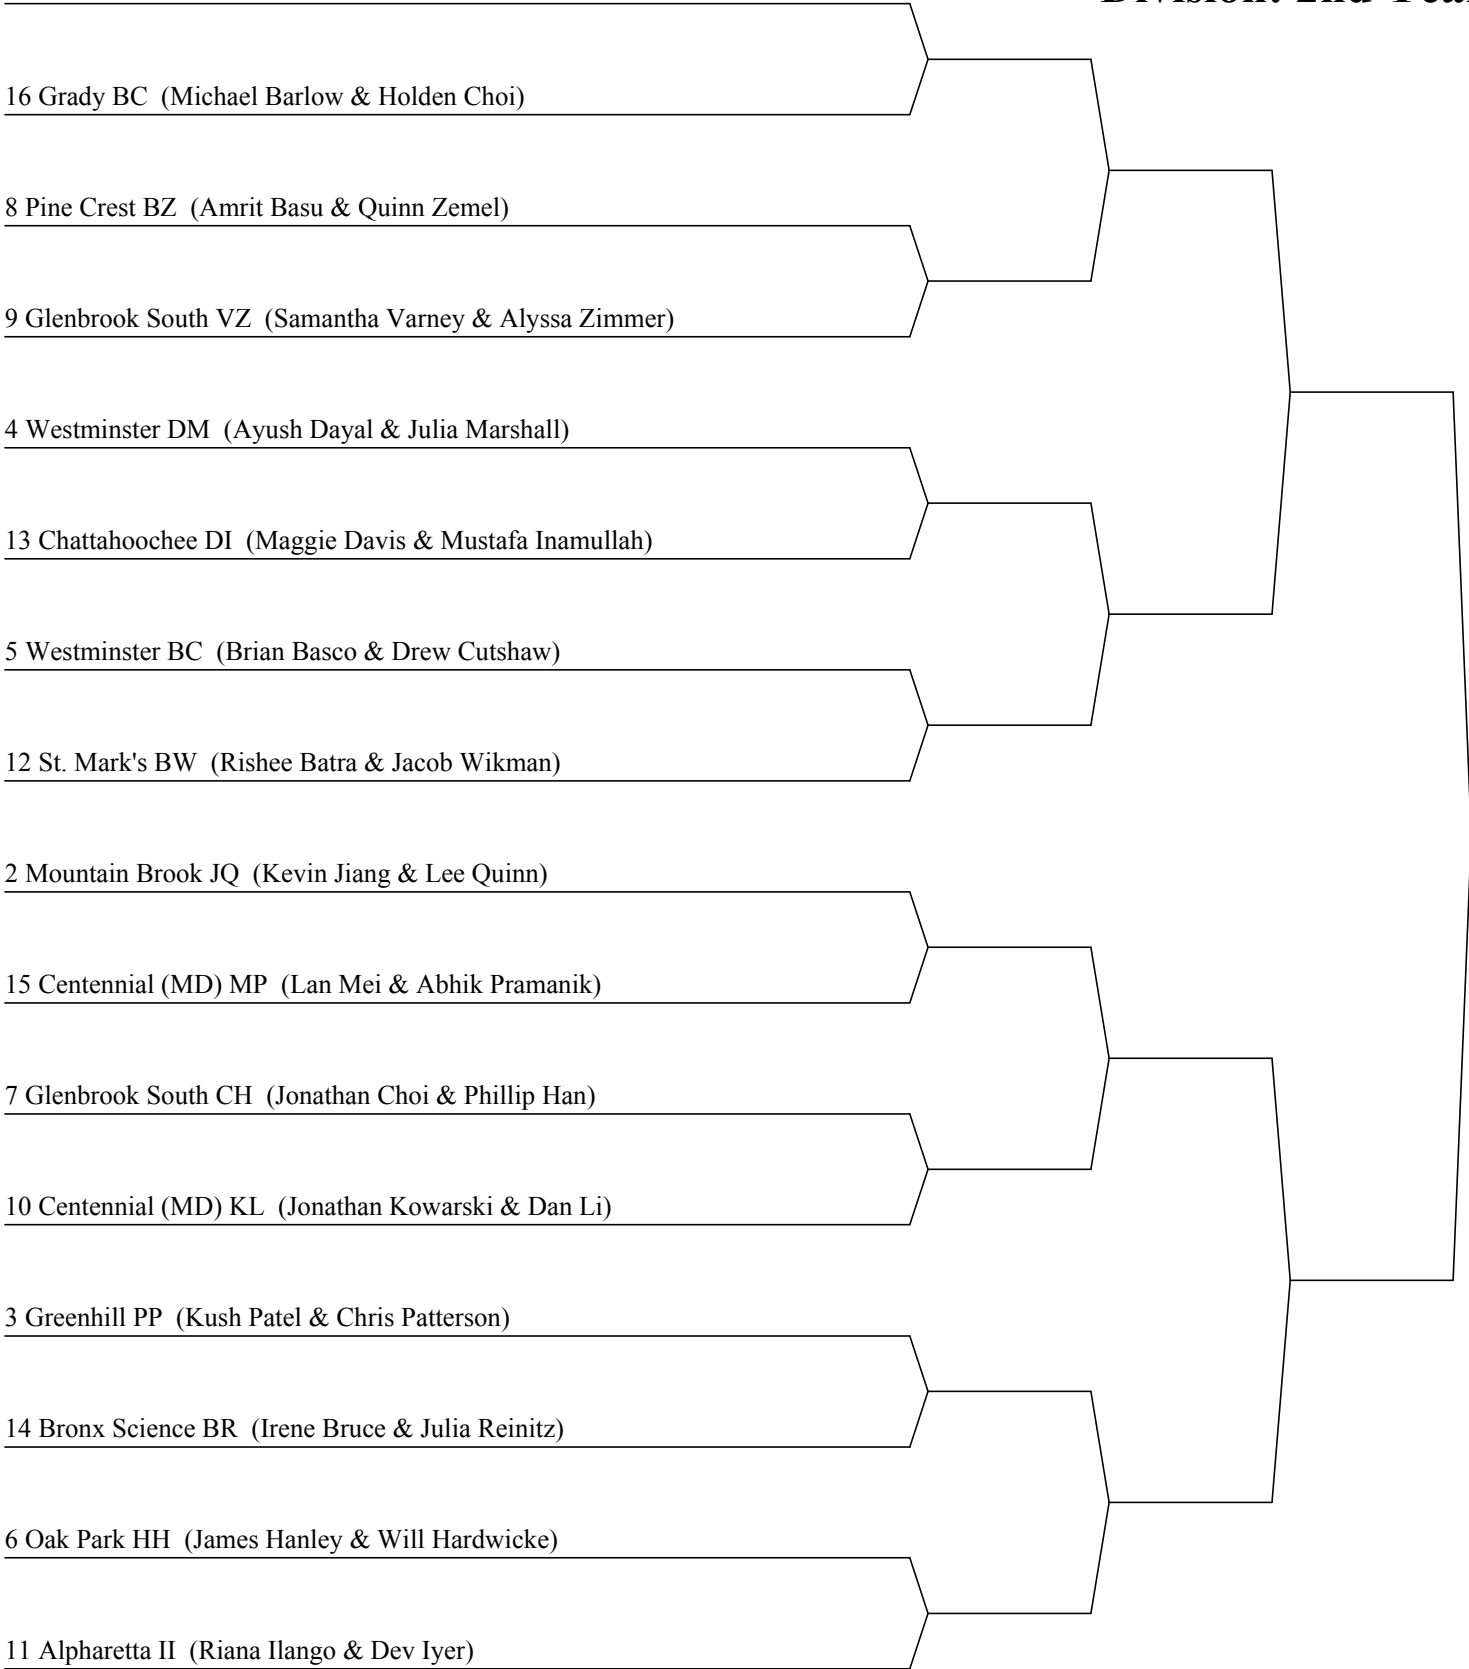 16 Grady BC (Michael Barlow & Holden Choi)
8 Pine Crest BZ (Amrit Basu & Quinn Zemel)
9 Glenbrook South VZ (Samantha Varney & Alyssa Zimmer)
4 Westminster DM (Ayush Dayal & Julia Marshall)
13 Chattahoochee DI (Maggie Davis & Mustafa Inamullah)
5 Westminster BC (Brian Basco & Drew Cutshaw)
12 St. Mark's BW (Rishee Batra & Jacob Wikman)
2 Mountain Brook JQ (Kevin Jiang & Lee Quinn)
15 Centennial (MD) MP (Lan Mei & Abhik Pramanik)
7 Glenbrook South CH (Jonathan Choi & Phillip Han)
10 Centennial (MD) KL (Jonathan Kowarski & Dan Li)
3 Greenhill PP (Kush Patel & Chris Patterson)
14 Bronx Science BR (Irene Bruce & Julia Reinitz)
6 Oak Park HH (James Hanley & Will Hardwicke)
11 Alpharetta II (Riana Ilango & Dev Iyer)